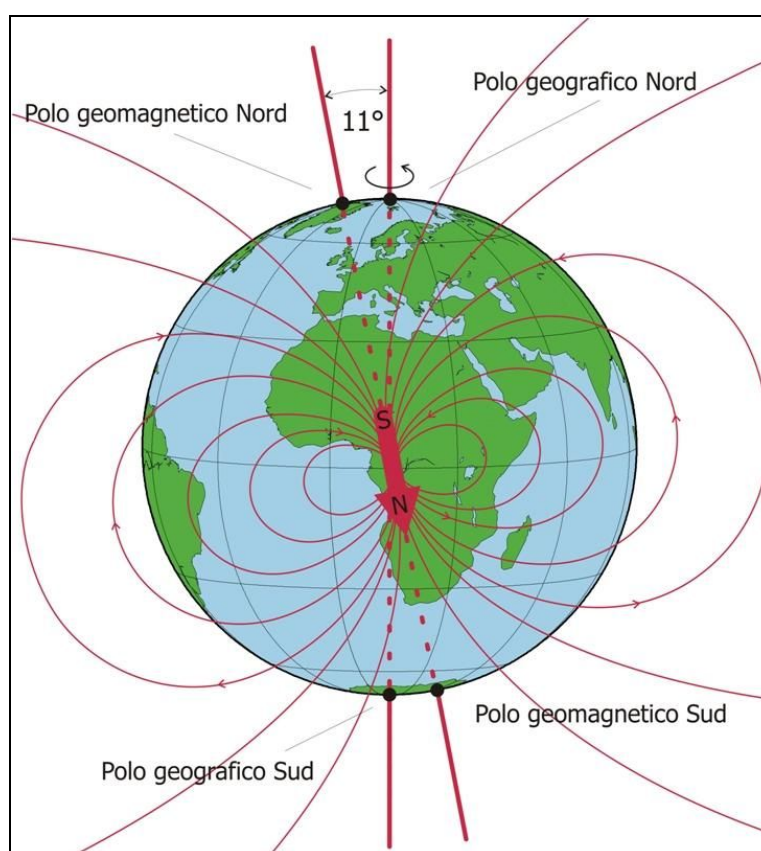 Polo geografico Nord
Polo geomagnetico Nord
11°
S
N
Polo geomagnetico Sud
Polo geografico Sud